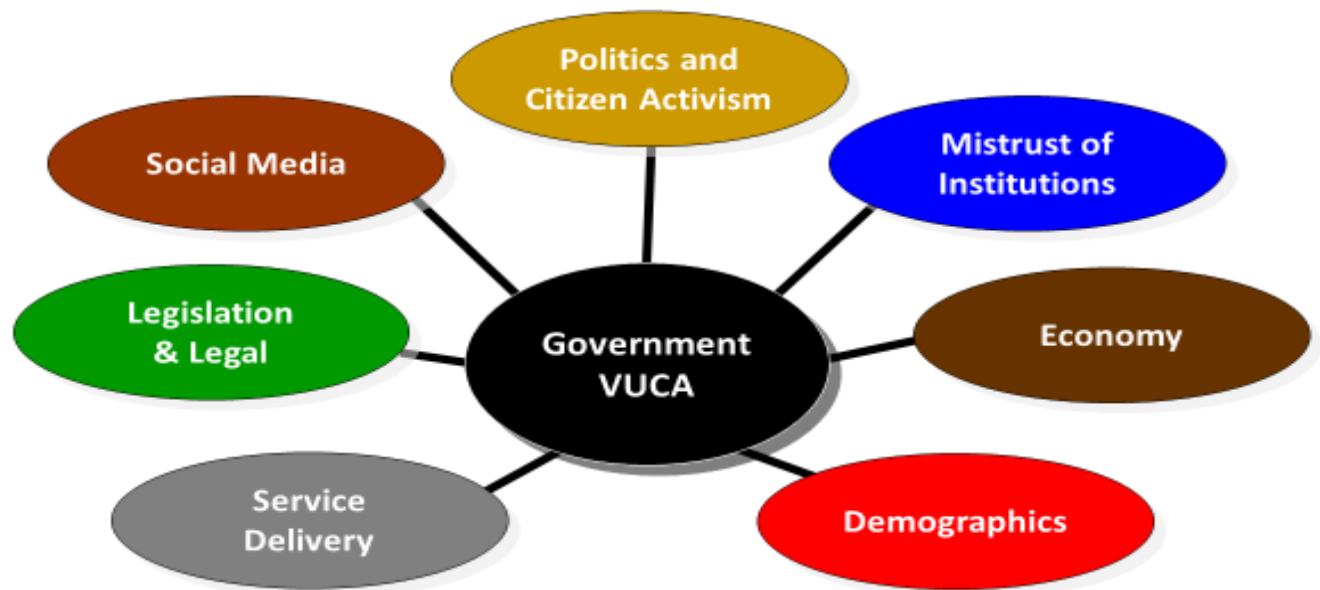 Politics and
Citizen Activism
Social Media
Mistrust of
Institutions
Legislation
& Legal
Government
VUCA
Economy
Service
Delivery
Demographics